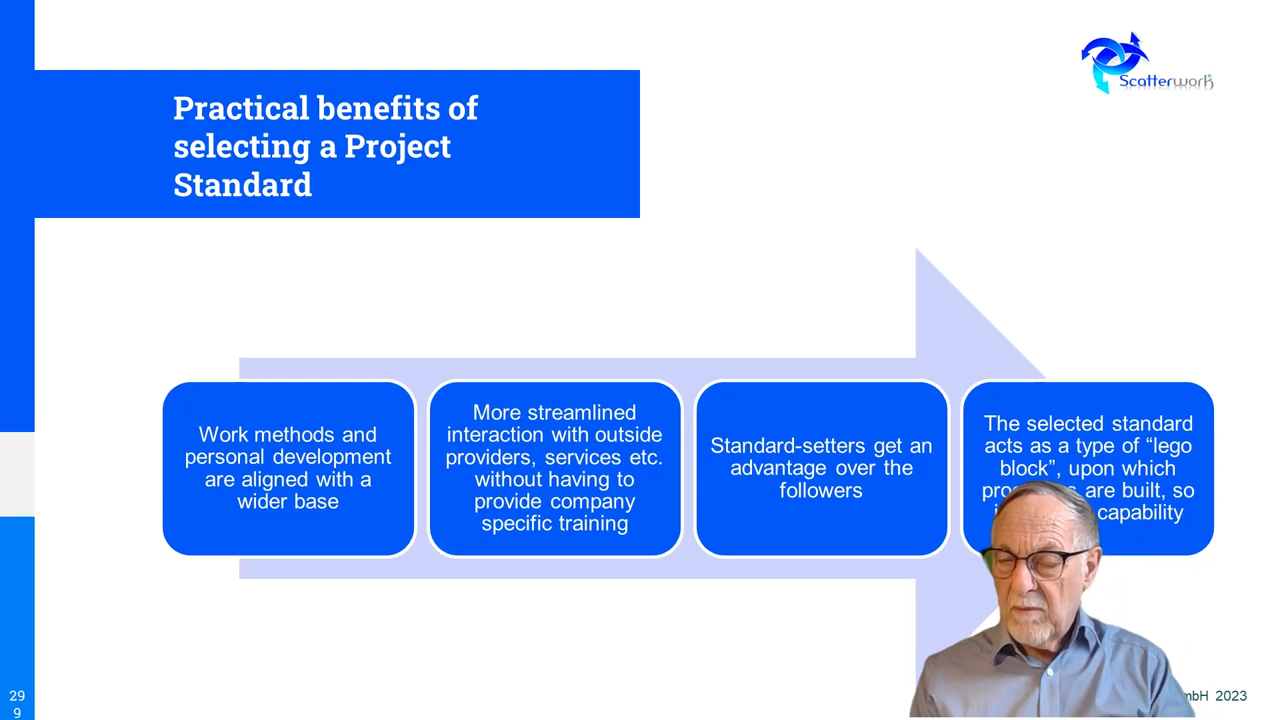 Scatterwork
Practical benefits of
selecting a Project
Standard
Work methods and
personal development
are aligned with a
wider base
More streamlined
interaction with outside
providers, services etc.
without having to
provide company
specific training
Standard-setters get an
advantage over the
followers
The selected standard
acts as a type of “lego
block”, upon which
are built, so
capability
29
9
2023